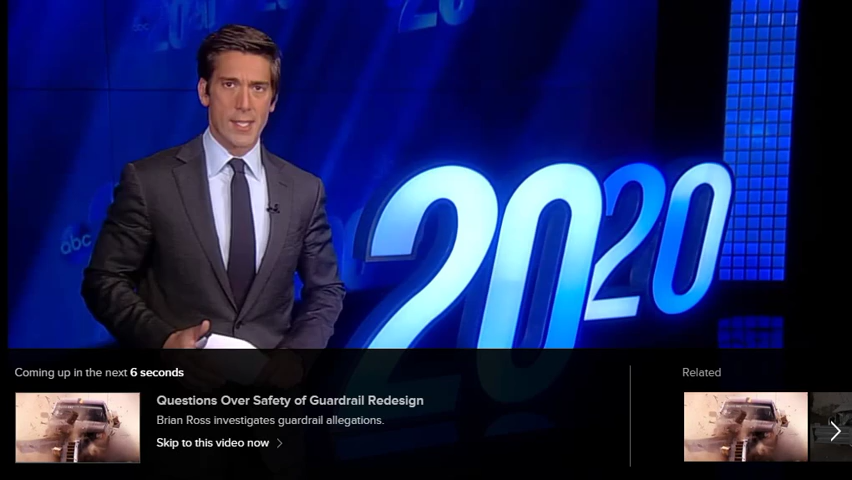 20
20
abc
2020
Coming up in the next 6 seconds
Related
Questions Over Safety of Guardrail Redesign
Brian Ross investigates guardrail allegations.
Skip to this video now